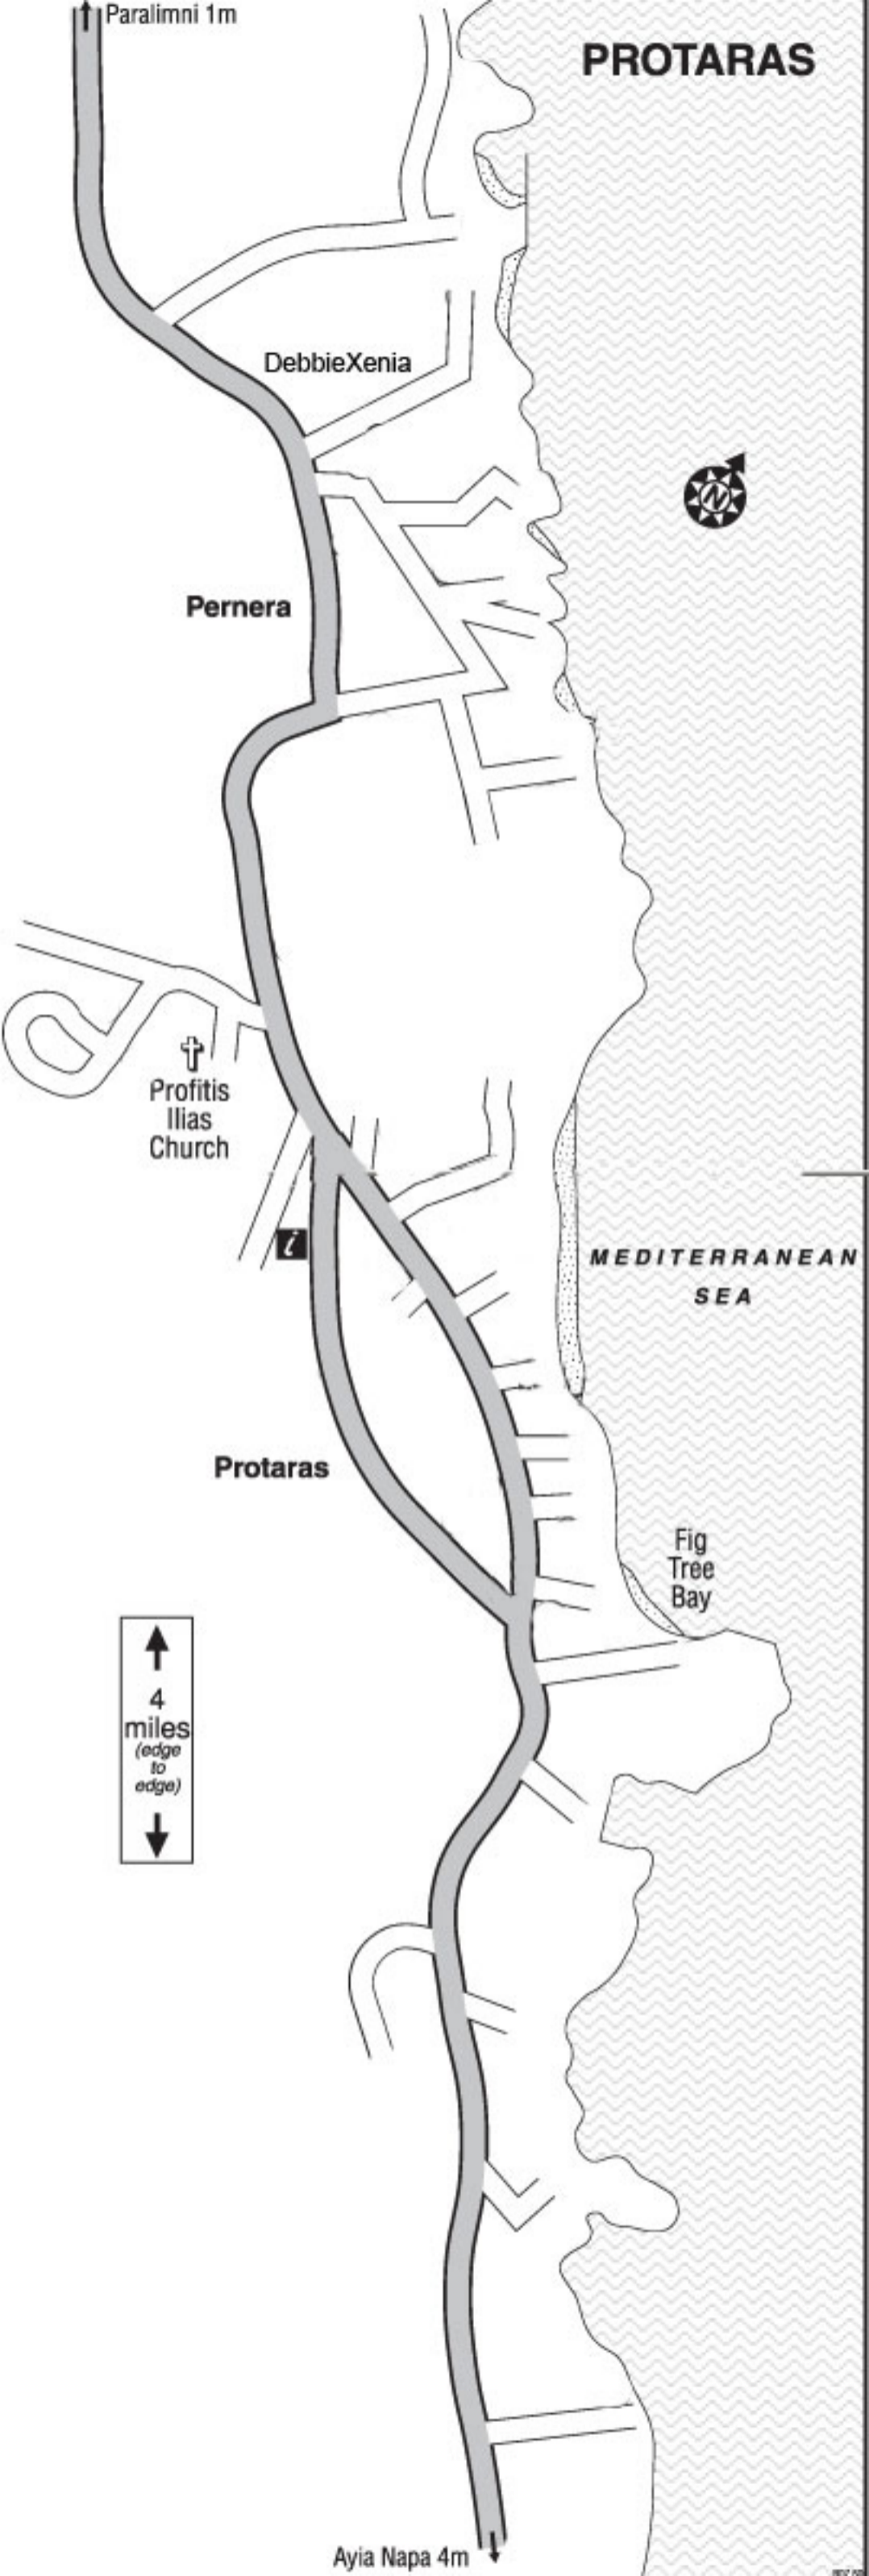 Paralimni 1m
PROTARAS
DebbieXenia
N
Pernera
Profitis
Ilias
Church
i
MEDITERRANEAN
SEA
Protaras
Fig
Tree
Bay
4
miles
(edge
to
edge)
Ayia Napa 4m